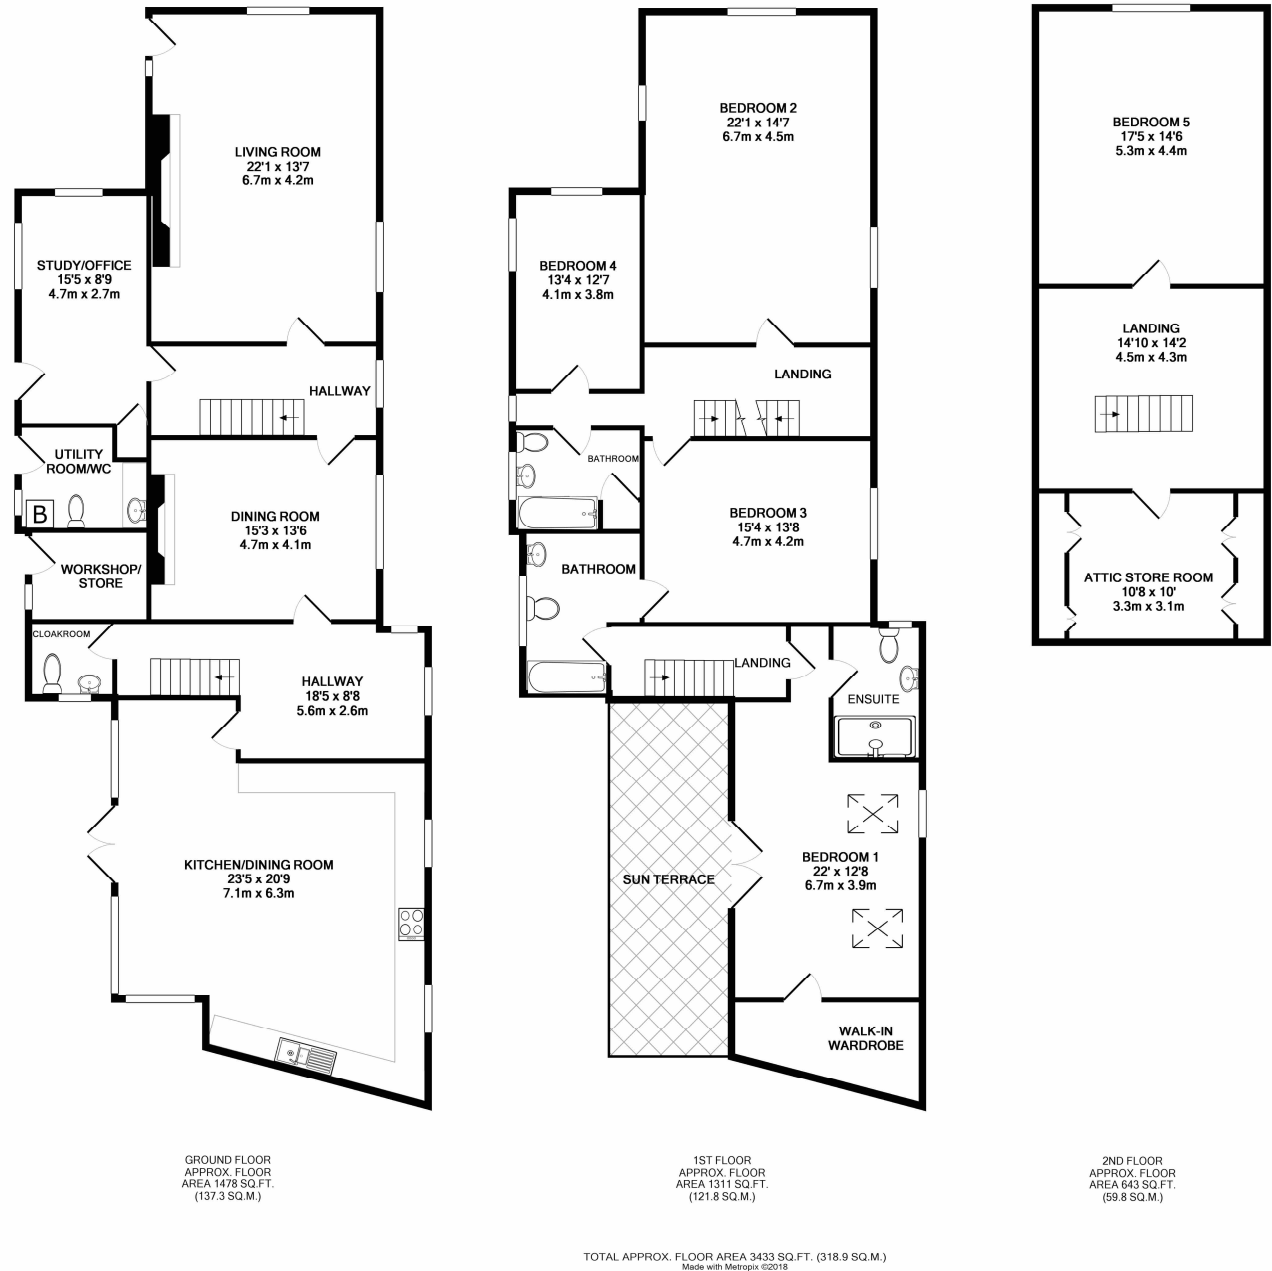 LIVING ROOM
22'1 x 13'7
6.7m x 4.2m
STUDY/OFFICE
15'5 x 8'9
4.7m x 2.7m
HALLWAY
UTILITY
ROOM/WC
B
DINING ROOM
15'3 x 13'6
4.7m x 4.1m
WORKSHOP/
STORE
CLOAKROOM
HALLWAY
18'5 x 8'8
5.6m x 2.6m
KITCHEN/DINING ROOM
23'5 x 20'9
7.1m x 6.3m
GROUND FLOOR
APPROX. FLOOR
AREA 1478 SQ.FT.
(137.3 SQ.M.)
BEDROOM 2
22'1 x 14'7
6.7m x 4.5m
BEDROOM 4
13'4 x 12'7
4.1m x 3.8m
LANDING
BATHROOM
BEDROOM 3
15'4 x 13'8
4.7m x 4.2m
BATHROOM
LANDING
ENSUITE
SUN TERRACE
BEDROOM 1
22' x 12'8
6.7m x 3.9m
WALK-IN
WARDROBE
1ST FLOOR
APPROX. FLOOR
AREA 1311 SQ.FT.
(121.8 SQ.M.)
BEDROOM 5
17'5 x 14'6
5.3m x 4.4m
LANDING
14'10 x 14'2
4.5m x 4.3m
ATTIC STORE ROOM
10'8 x 10'
3.3m x 3.1m
2ND FLOOR
APPROX. FLOOR
AREA 643 SQ.FT.
(59.8 SQ.M.)
TOTAL APPROX. FLOOR AREA 3433 SQ.FT. (318.9 SQ.M.)
Made with Metropix ©2018